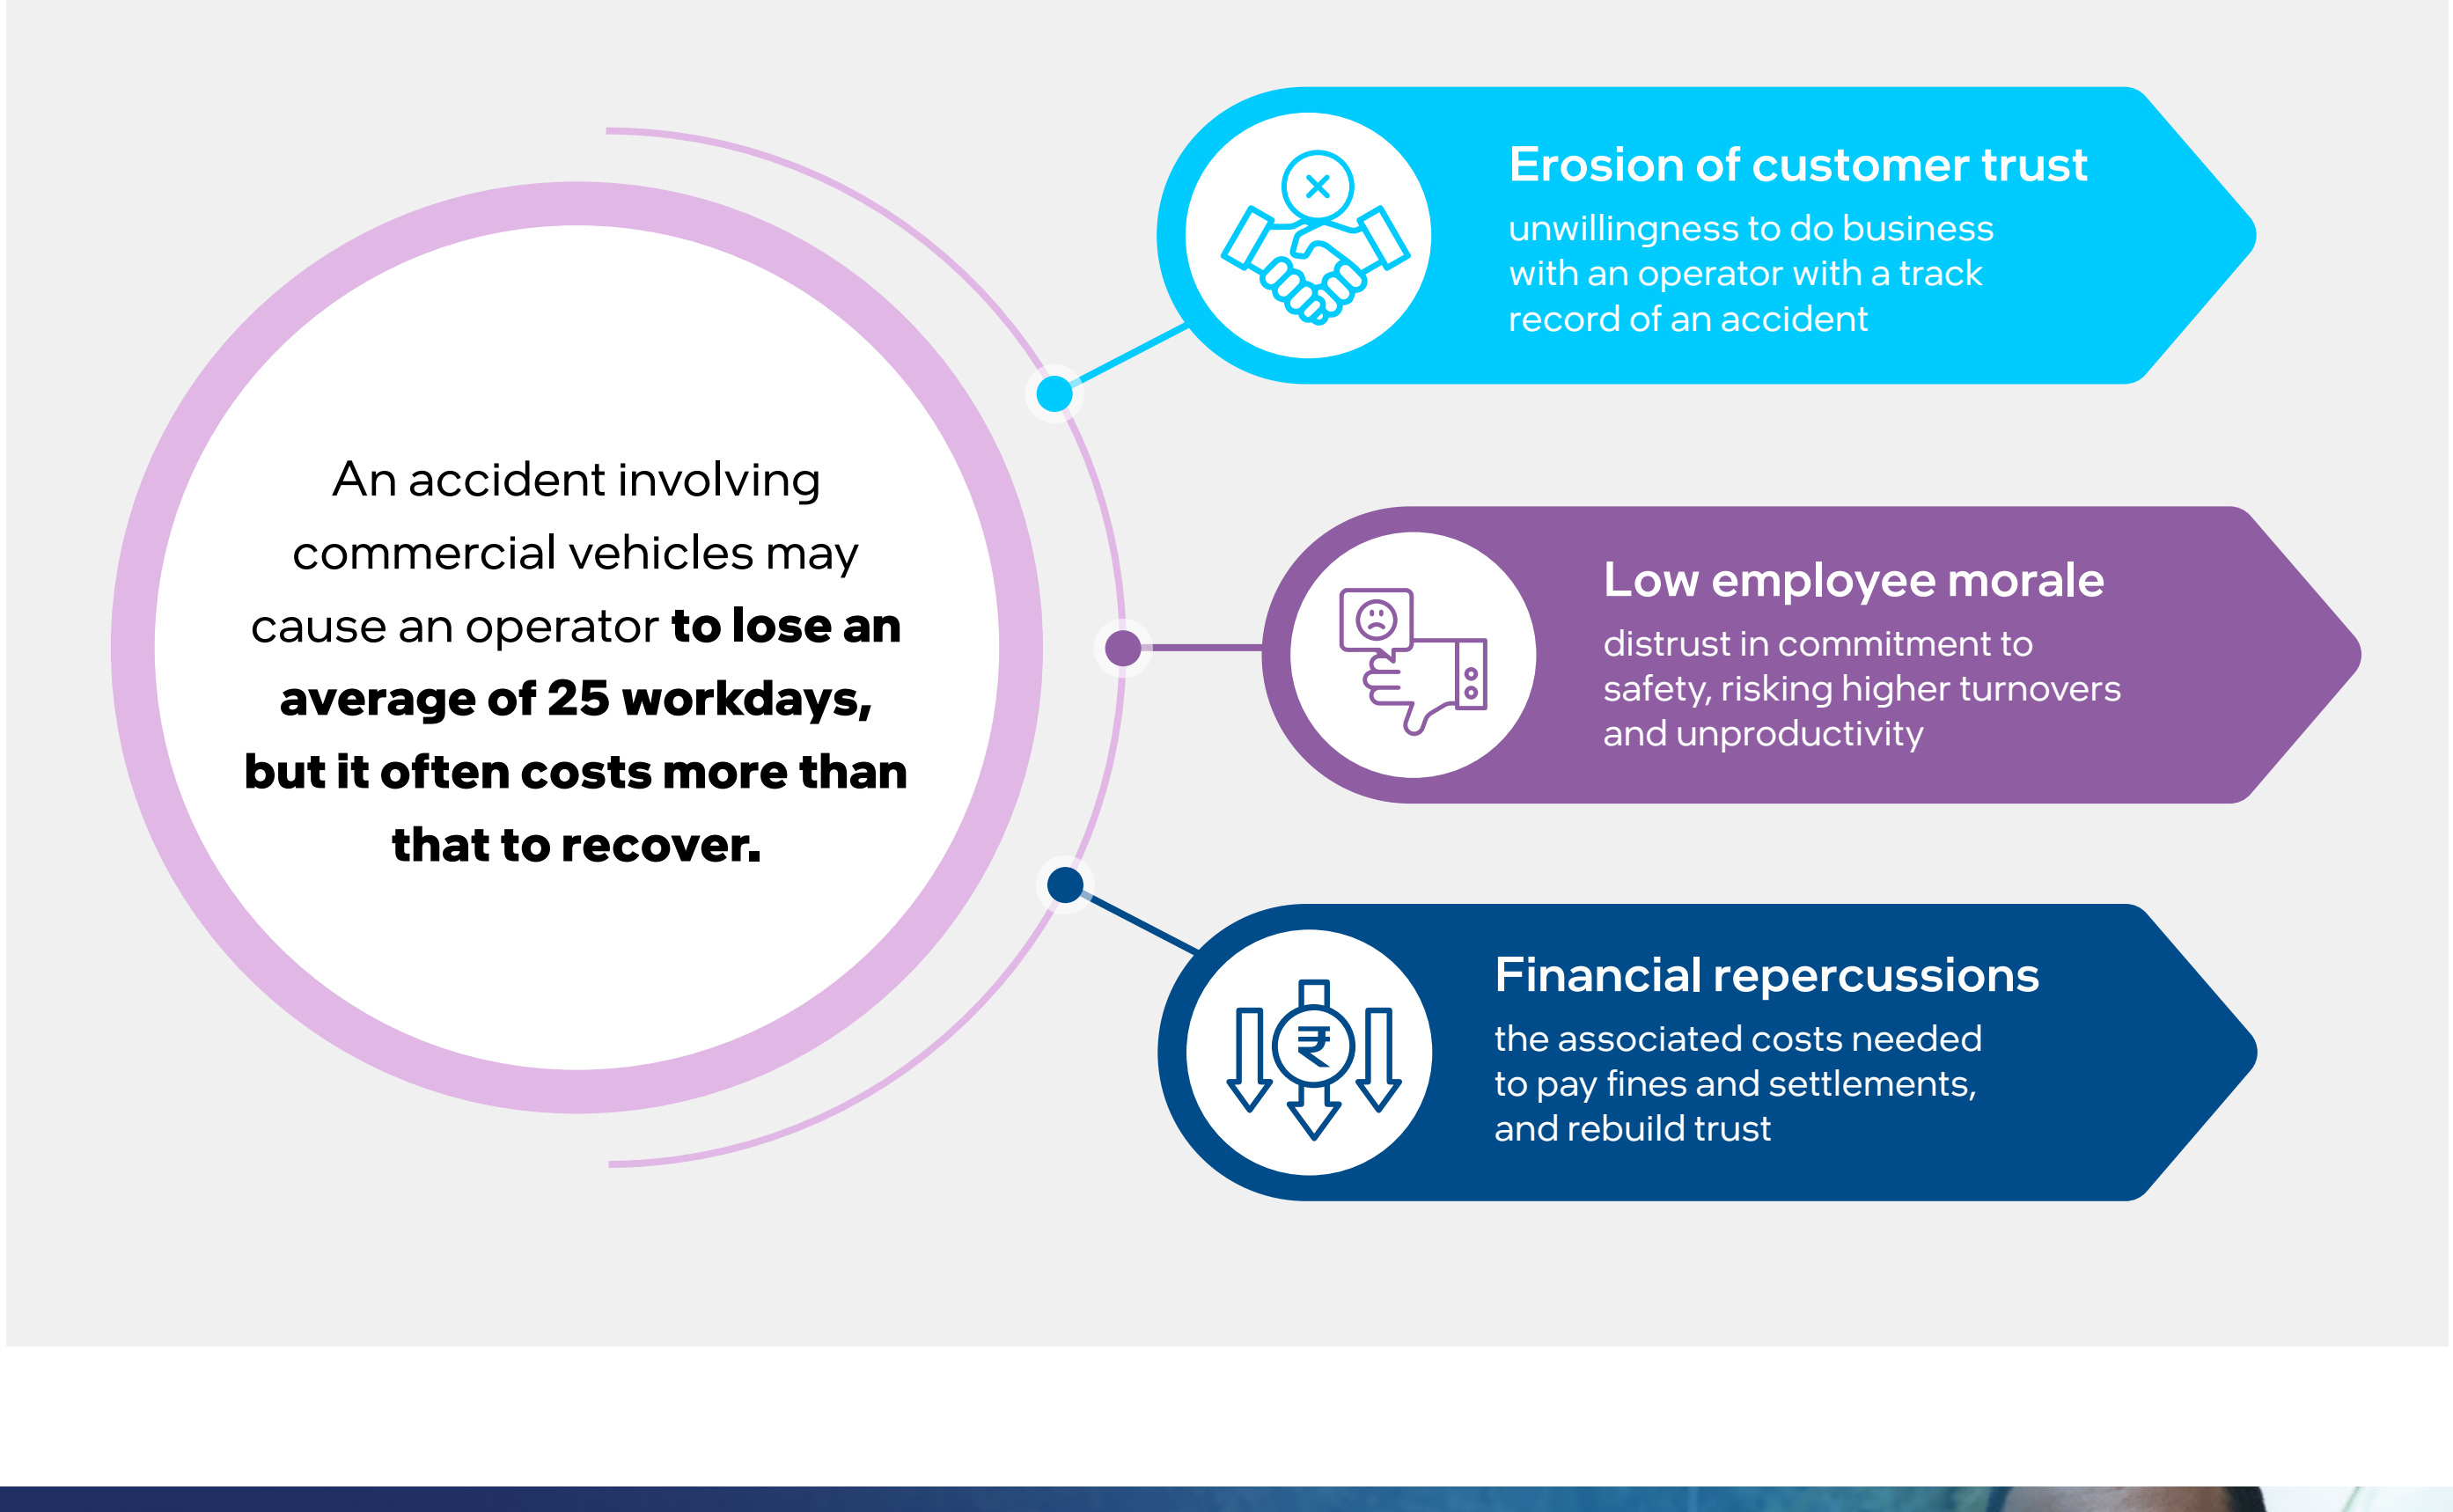 An accident involving
commercial vehicles may
cause an operator to lose an
average of 25 workdays,
but it often costs more than
that to recover.
Erosion of customer trust
unwillingness to do business
with an operator with a track
record of an accident
Low employee morale
distrust in commitment to
safety, risking higher turnovers
and unproductivity
Financial repercussions
the associated costs needed
to pay fines and settlements,
and rebuild trust
₹